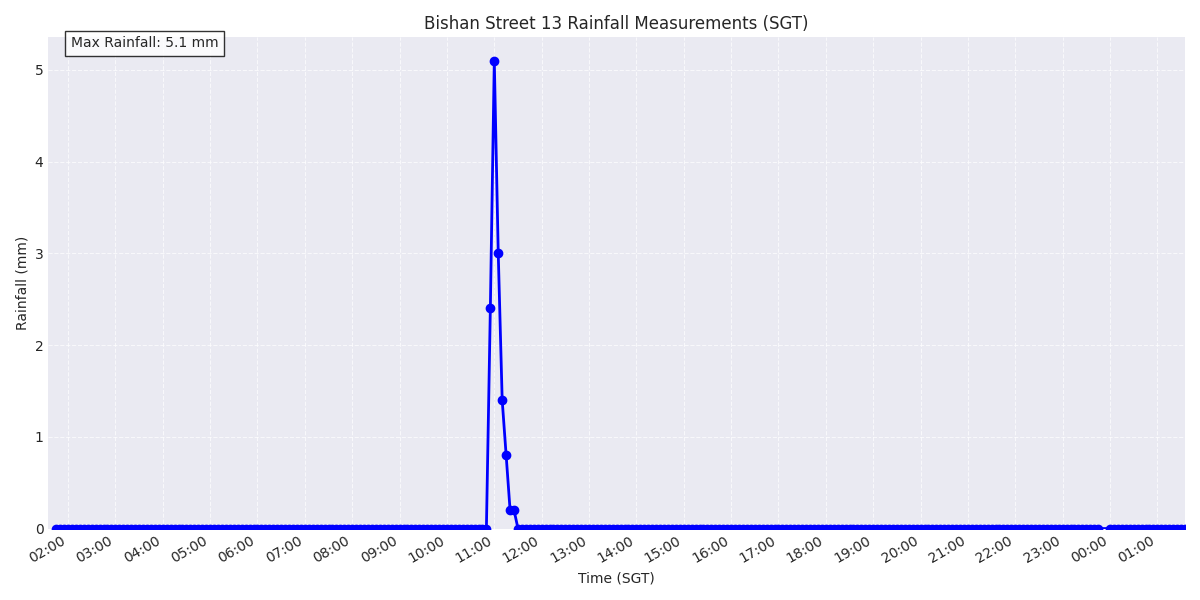 Bishan Street 13 Rainfall Measurements (SGT)
Max Rainfall: 5.1 mm
Rainfall (mm)
5
4
3
2
1
0
02:00 03:00 04:00 05:00 06:00 07:00 08:00 09:00 10:00 11:00 12:00 13:00 14:00 15:00 16:00 17:00 18:00 19:00 20:00 21:00 22:00 23:00 00:00 01:00
Time (SGT)